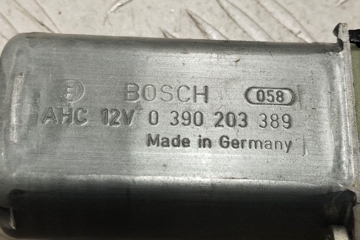 BOSCH 058
AHC 12V 0 390 203 389
Made in Germany